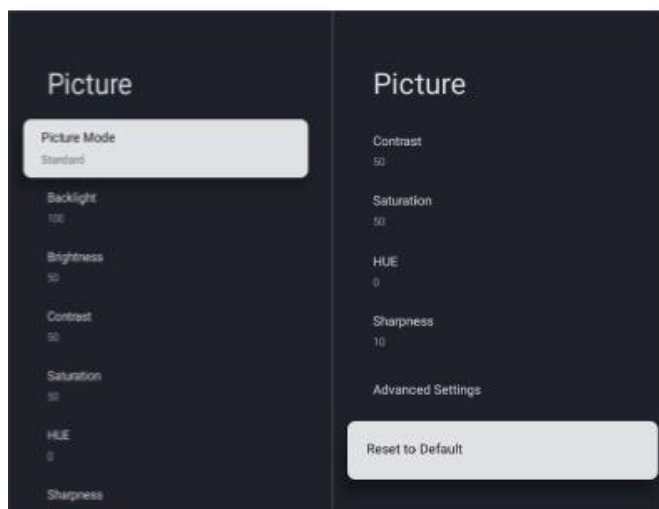 Picture
Picture Mode
Standard
Backlight
100
Brightness
50
Contrast
50
Saturation
50
HUE
0
Sharpness
Picture
Contrast
50
Saturation
50
HUE
0
Sharpness
10
Advanced Settings
Reset to Default